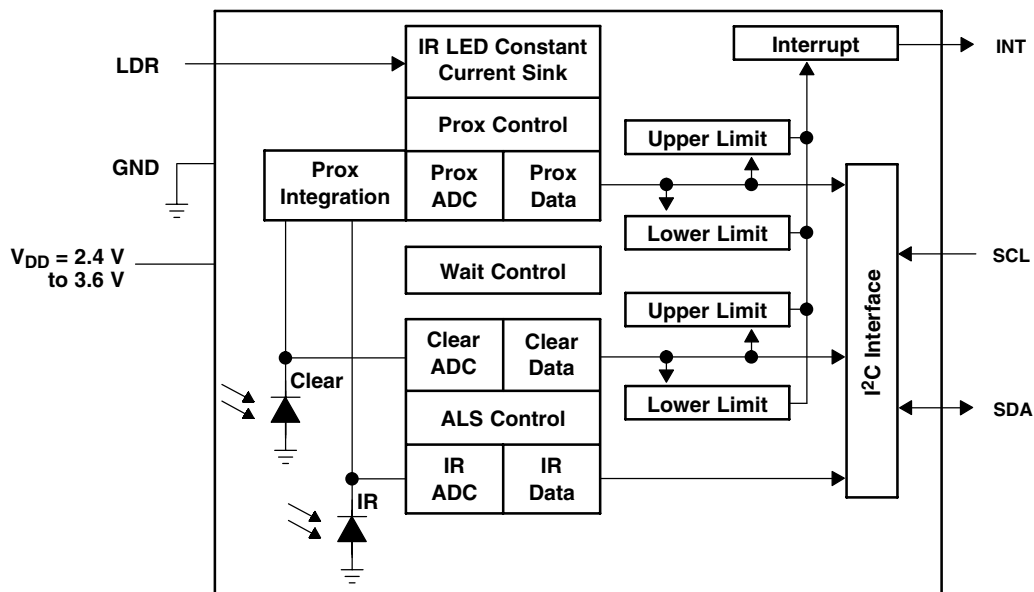 LDR
GND
V_DD = 2.4 V
to 3.6 V
IR LED Constant
Current Sink
Prox Control
Prox
Integration
Prox
ADC
Prox
Data
Wait Control
Clear
ADC
Clear
Data
ALS Control
IR
ADC
IR
Data
Clear
IR
Interrupt
Upper Limit
Lower Limit
Upper Limit
Lower Limit
I²C Interface
INT
SCL
SDA